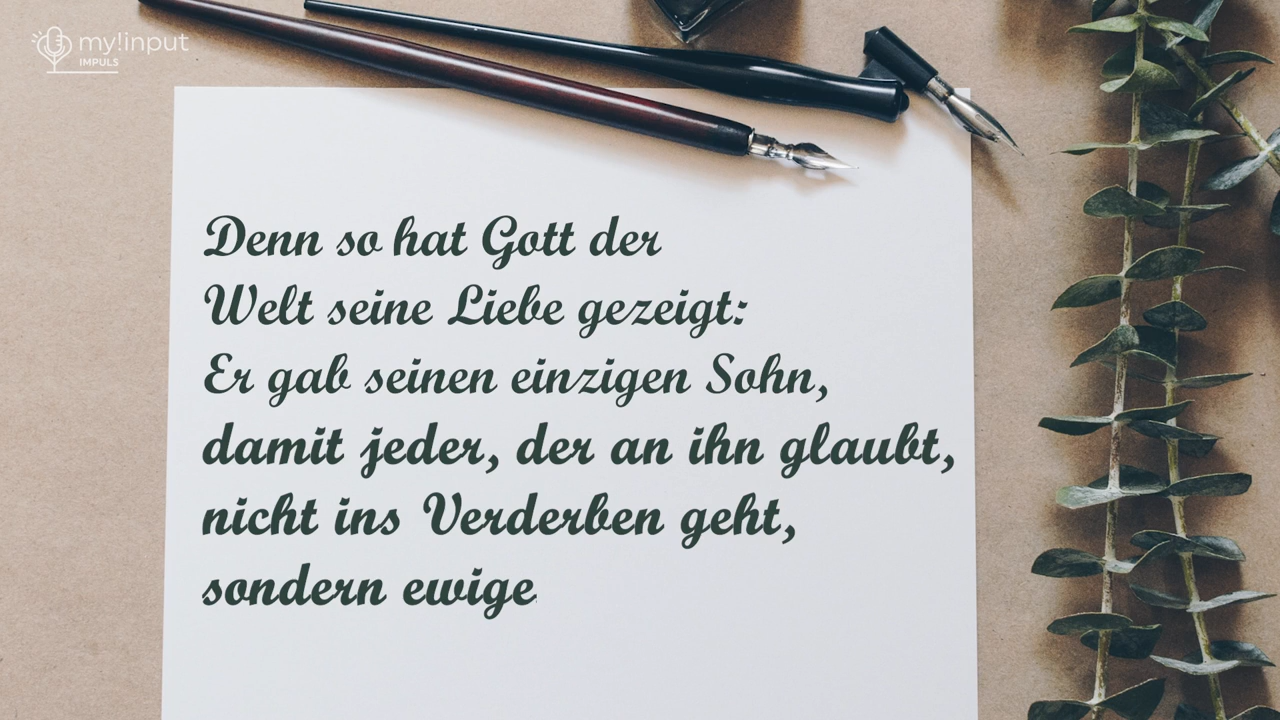 my!input
IMPULS
Denn so hat Gott der
Welt seine Liebe gezeigt:
Er gab seinen einzigen Sohn,
damit jeder, der an ihn glaubt,
nicht ins Verderben geht,
sondern ewige